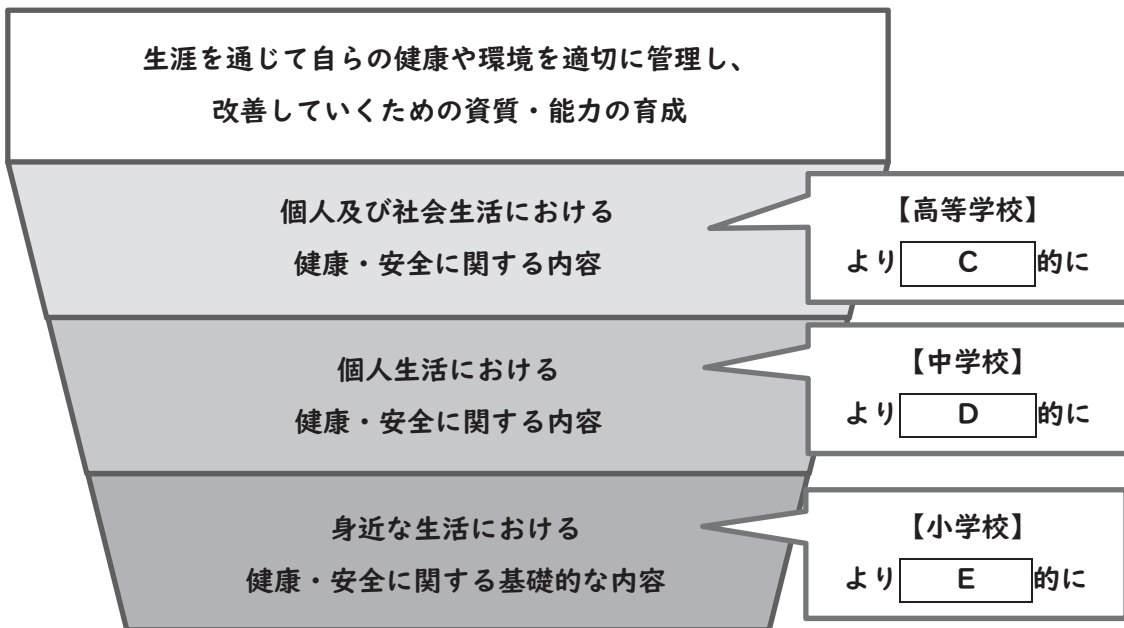 生涯を通じて自らの健康や環境を適切に管理し、
改善していくための資質・能力の育成
個人及び社会生活における
健康・安全に関する内容
【高等学校】
より C 的に
個人生活における
健康・安全に関する内容
【中学校】
より D 的に
身近な生活における
健康・安全に関する基礎的な内容
【小学校】
より E 的に